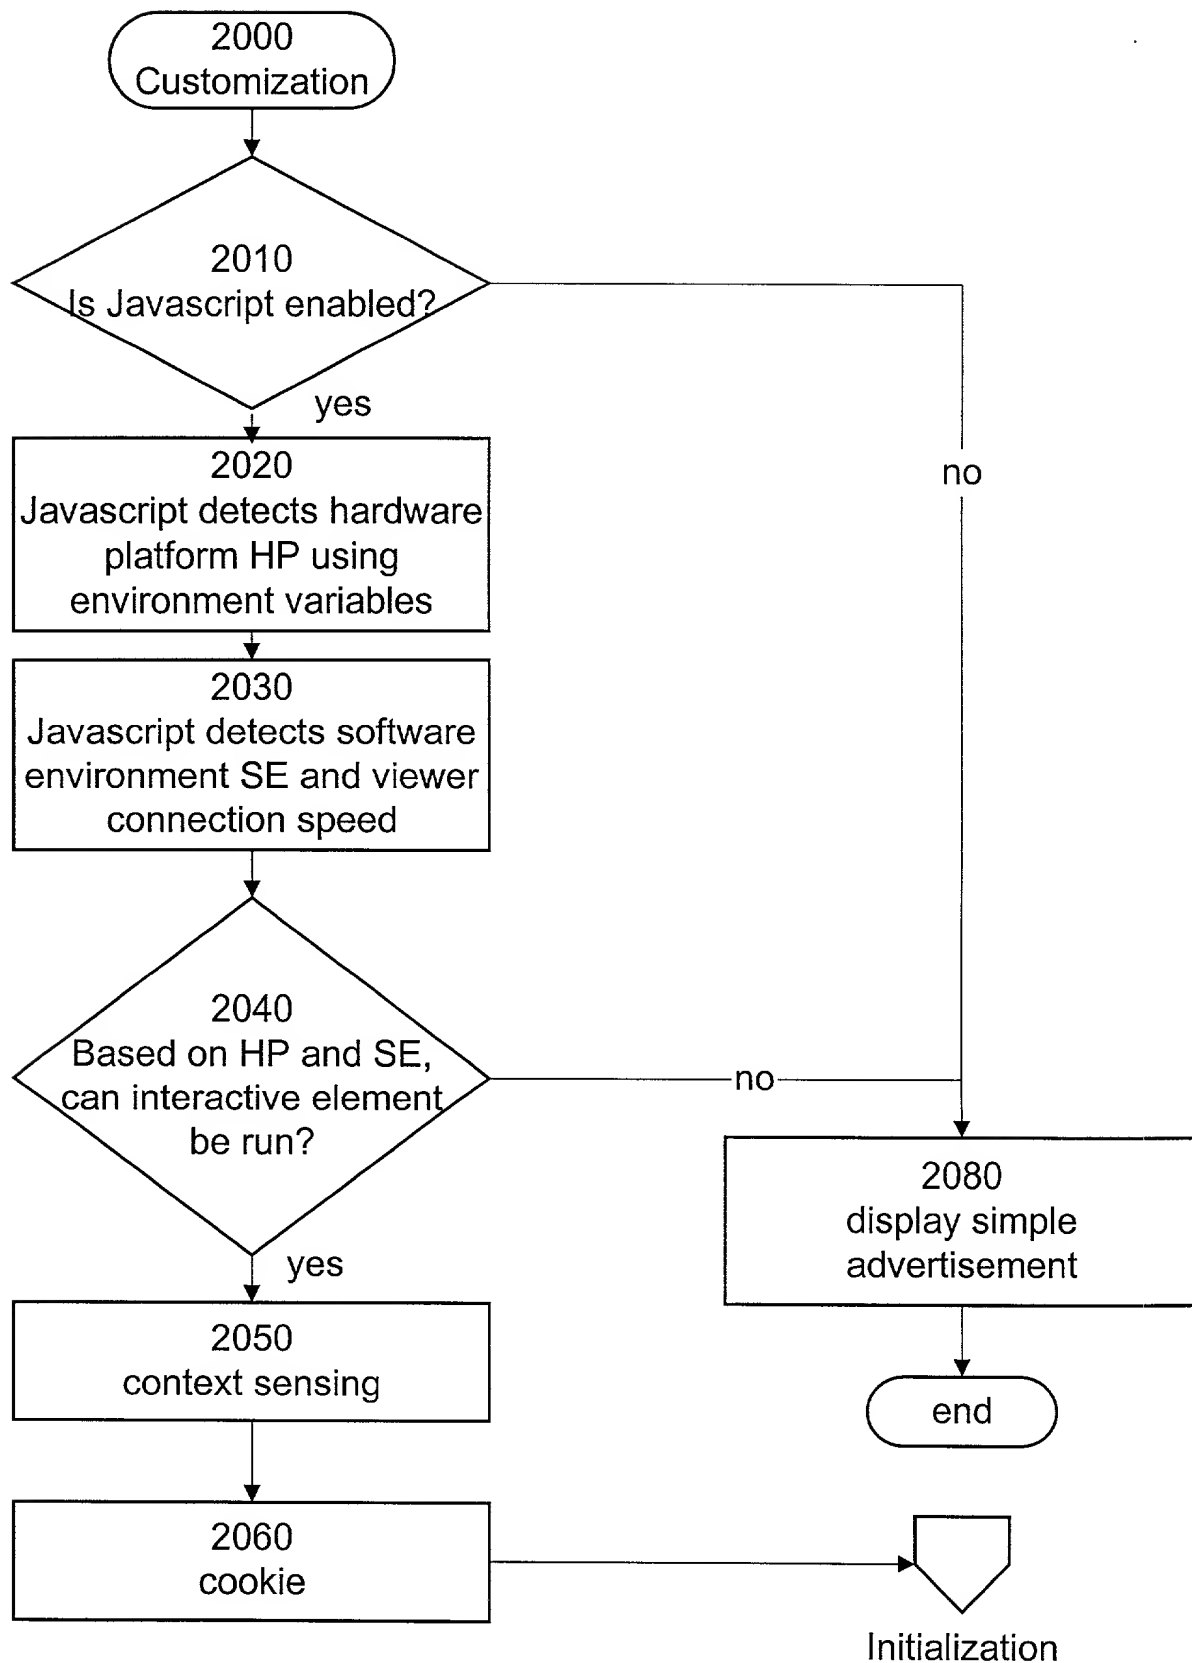 2000
Customization
2010
Is Javascript enabled?
yes
no
2020
Javascript detects hardware
platform HP using
environment variables
2030
Javascript detects software
environment SE and viewer
connection speed
2040
Based on HP and SE,
can interactive element
be run?
no
yes
2080
display simple
advertisement
2050
context sensing
end
2060
cookie
Initialization